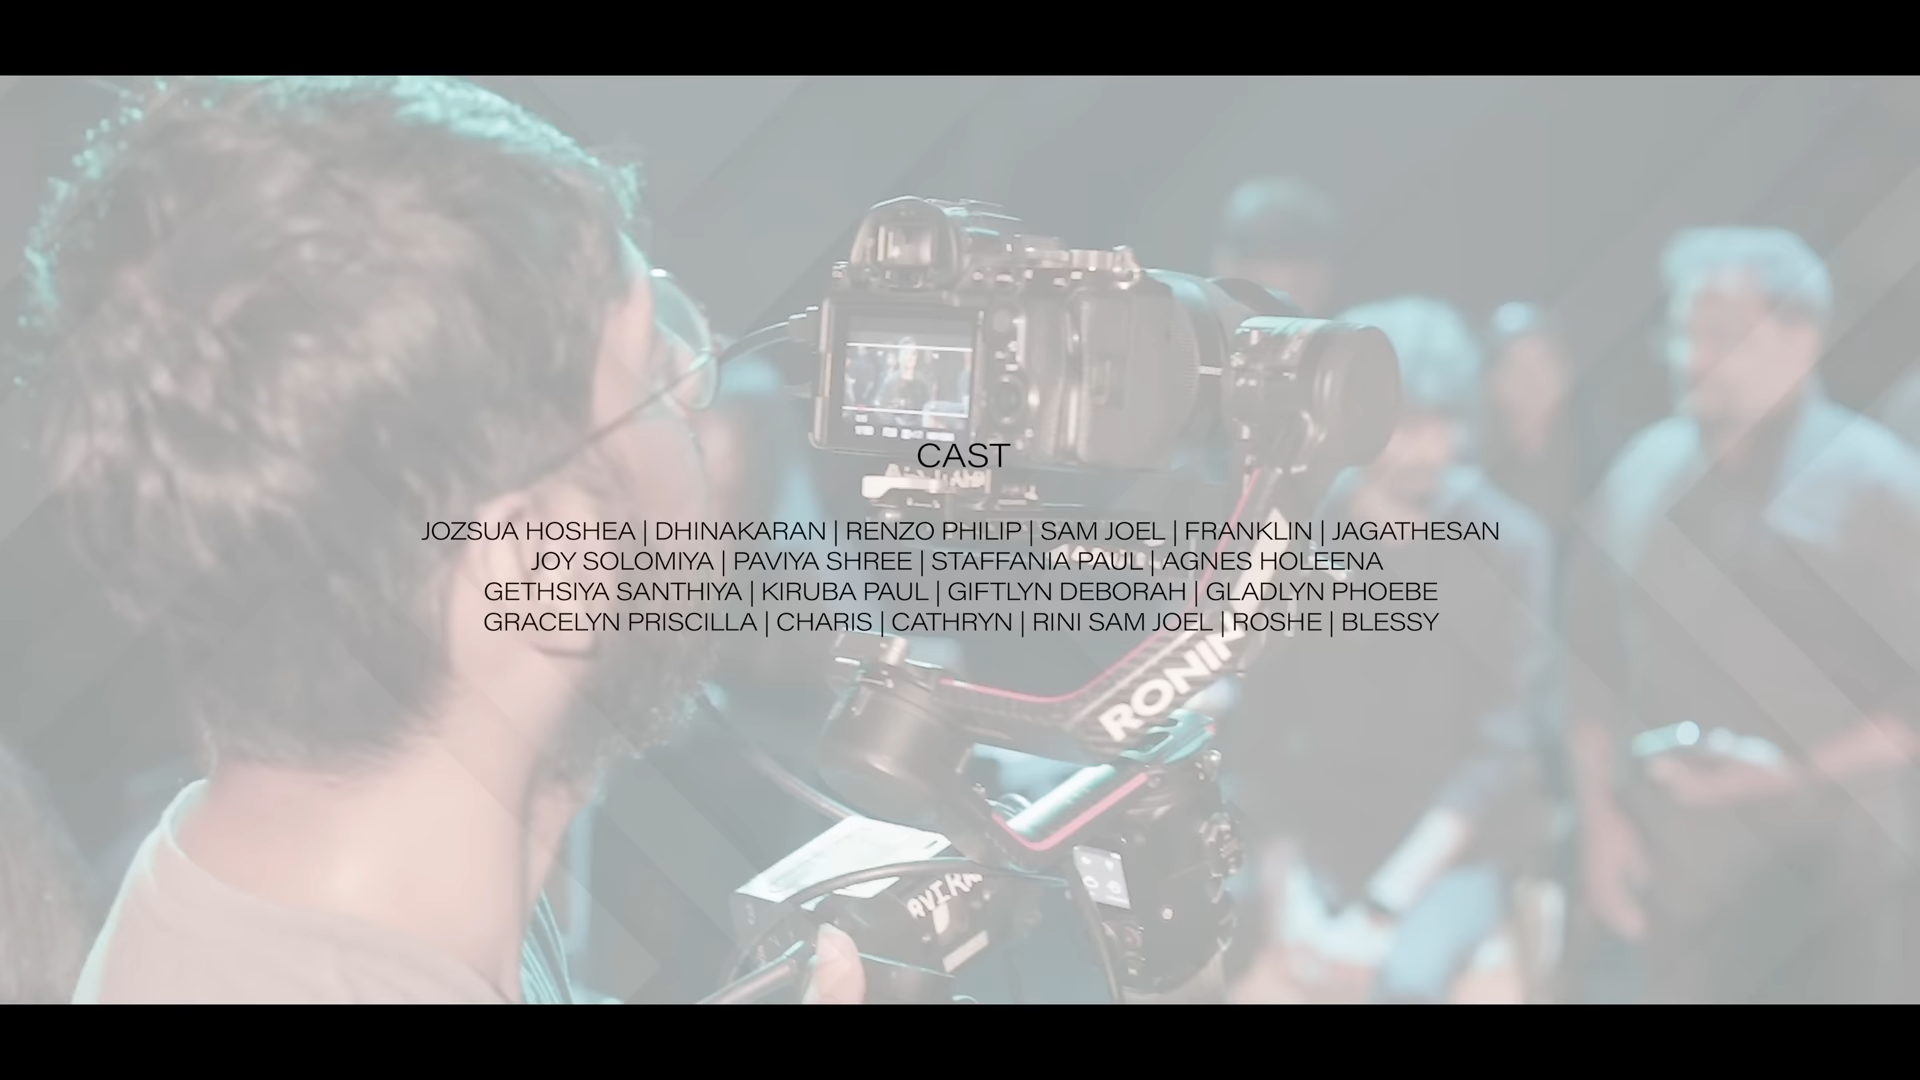 CAST
JOZSUA HOSHEA | DHINAKARAN | RENZO PHILIP | SAM JOEL | FRANKLIN | JAGATHESAN
JOY SOLOMIYA | PAVIYA SHREE | STAFFANIA PAUL | AGNES HOLEENA
GETHSIYA SANTHIYA | KIRUBA PAUL | GIFTLYN DEBORAH | GLADLYN PHOEBE
GRACELYN PRISCILLA | CHARIS | CATHRYN | RINI SAM JOEL | ROSHE | BLESSY
RONIN